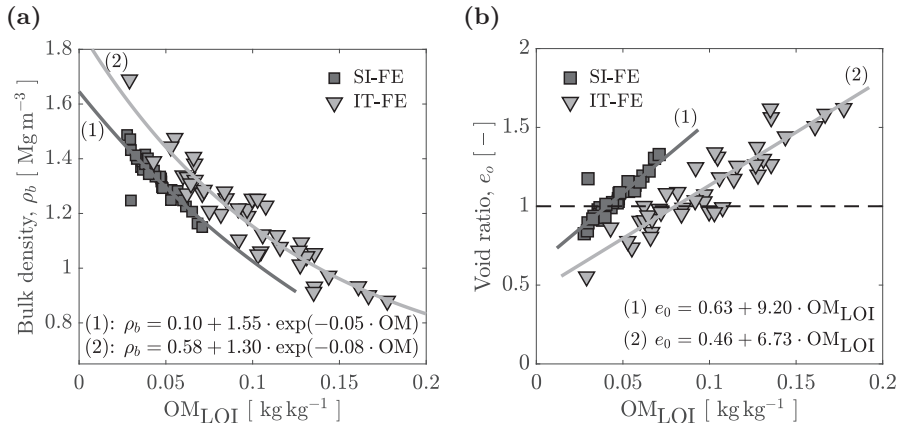 (a)
1.8
1.6
1.4
1.2
1
0.8
Bulk density, ρb [ Mg m−3 ]
(2)
(1)
SI-FE
IT-FE
(1): ρb = 0.10 + 1.55 · exp(−0.05 · OM)
(2): ρb = 0.58 + 1.30 · exp(−0.08 · OM)
0
0.05
0.1
0.15
0.2
OMLOI [ kg kg−1 ]
(b)
2
1.5
1
0.5
0
Void ratio, eo [−]
SI-FE
IT-FE
(1)
(2)
(1) e0 = 0.63 + 9.20 · OMLOI
(2) e0 = 0.46 + 6.73 · OMLOI
0
0.05
0.1
0.15
0.2
OMLOI [ kg kg−1 ]